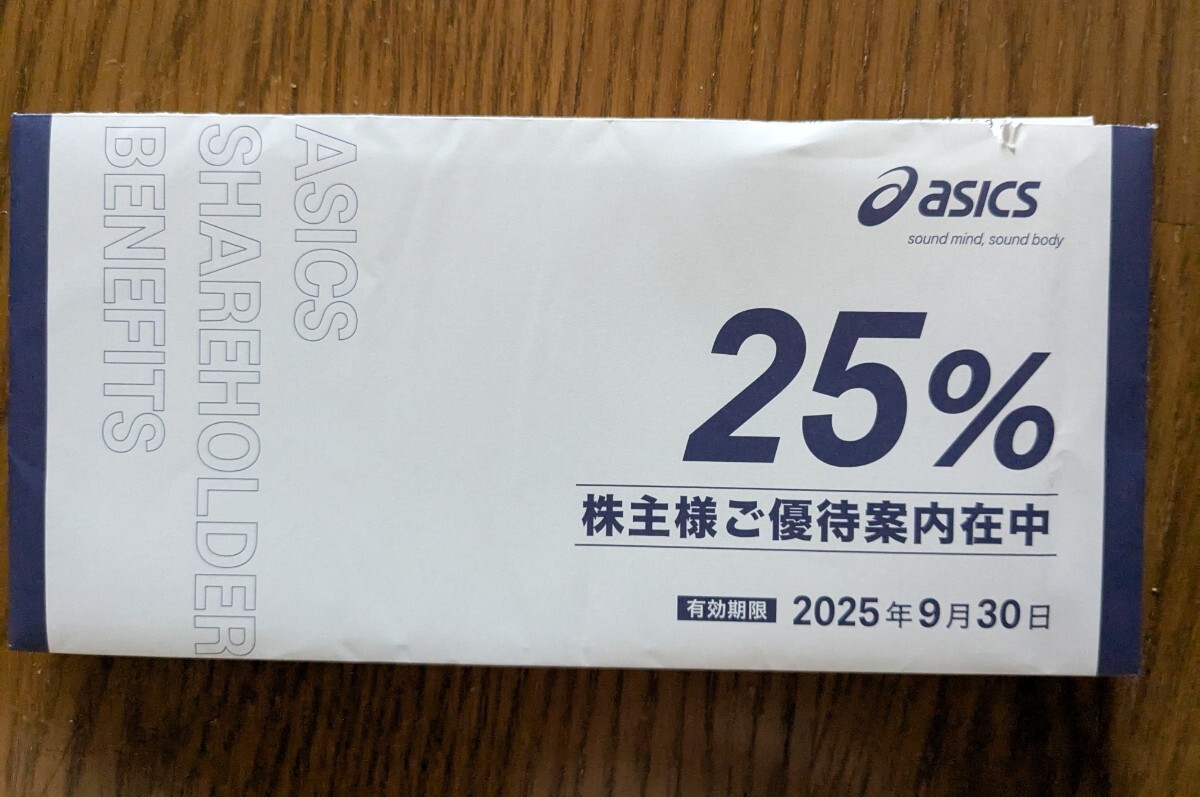 ASICS
SHAREHOLDER
BENEFITS
asics
sound mind, sound body
25%
株主様ご優待案内在中
有効期限 2025年9月30日